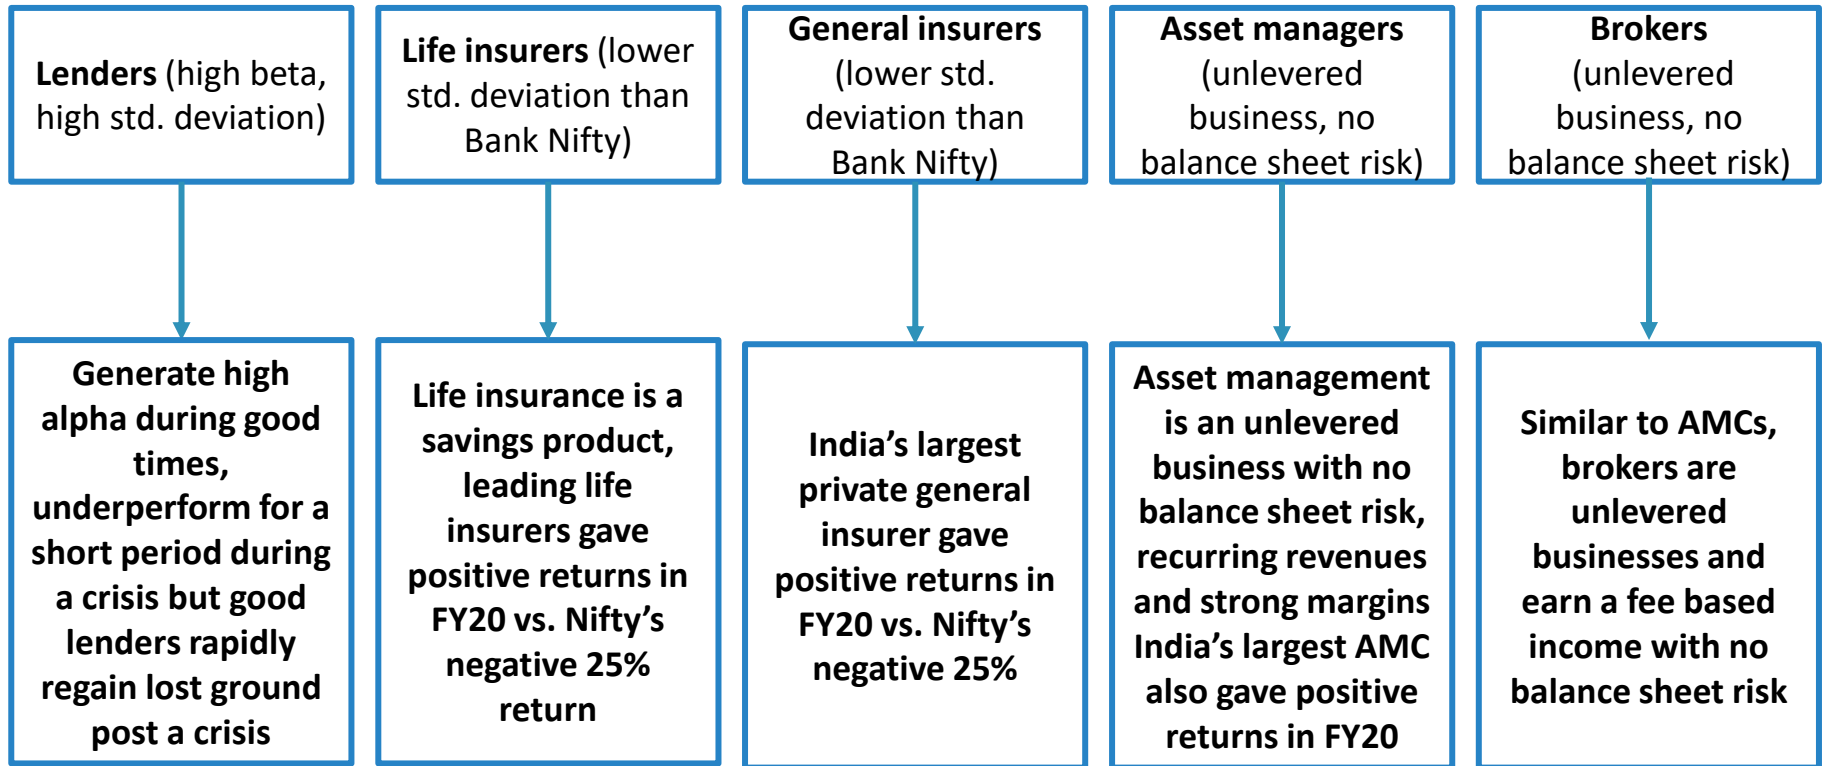 Lenders (high beta,
high std. deviation)
Life insurers (lower
std. deviation than
Bank Nifty)
General insurers
(lower std.
deviation than
Bank Nifty)
Asset managers
(unlevered
business, no
balance sheet risk)
Brokers
(unlevered
business, no
balance sheet risk)
Generate high
alpha during good
times,
underperform for a
short period during
a crisis but good
lenders rapidly
regain lost ground
post a crisis
Life insurance is a
savings product,
leading life
insurers gave
positive returns in
FY20 vs. Nifty’s
negative 25%
return
India’s largest
private general
insurer gave
positive returns in
FY20 vs. Nifty’s
negative 25%
Asset management
is an unlevered
business with no
balance sheet risk,
recurring revenues
and strong margins
India’s largest AMC
also gave positive
returns in FY20
Similar to AMCs,
brokers are
unlevered
businesses and
earn a fee based
income with no
balance sheet risk